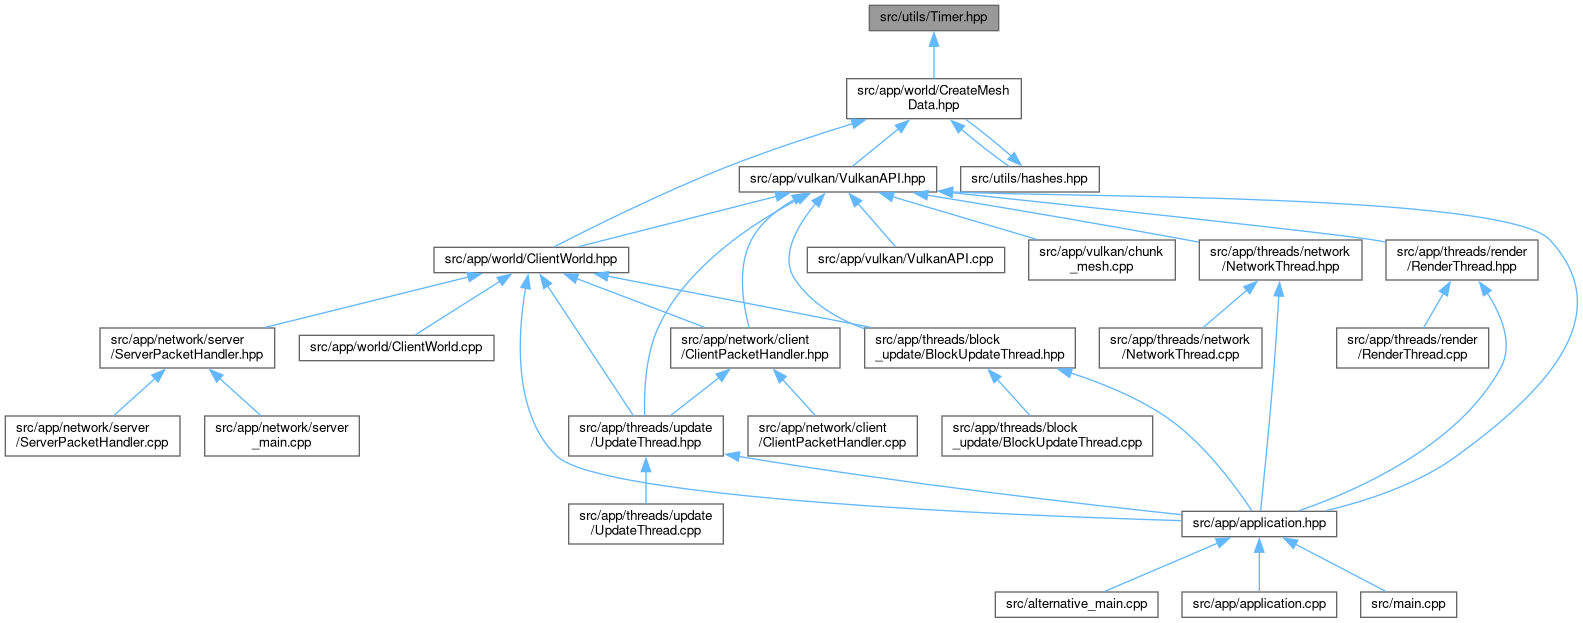 src/utils/Timer.hpp
src/app/world/CreateMesh
Data.hpp
src/app/vulkan/VulkanAPI.hpp
src/utils/hashes.hpp
src/app/world/ClientWorld.hpp
src/app/vulkan/VulkanAPI.cpp
src/app/vulkan/chunk
_mesh.cpp
src/app/threads/network
/NetworkThread.hpp
src/app/threads/render
/RenderThread.hpp
src/app/network/server
/ServerPacketHandler.hpp
src/app/world/ClientWorld.cpp
src/app/network/client
/ClientPacketHandler.hpp
src/app/threads/block
_update/BlockUpdateThread.hpp
src/app/threads/network
/NetworkThread.cpp
src/app/threads/render
/RenderThread.cpp
src/app/network/server
/ServerPacketHandler.cpp
src/app/network/server
_main.cpp
src/app/threads/update
/UpdateThread.hpp
src/app/network/client
/ClientPacketHandler.cpp
src/app/threads/block
_update/BlockUpdateThread.cpp
src/app/threads/update
/UpdateThread.cpp
src/app/application.hpp
src/alternative_main.cpp
src/app/application.cpp
src/main.cpp